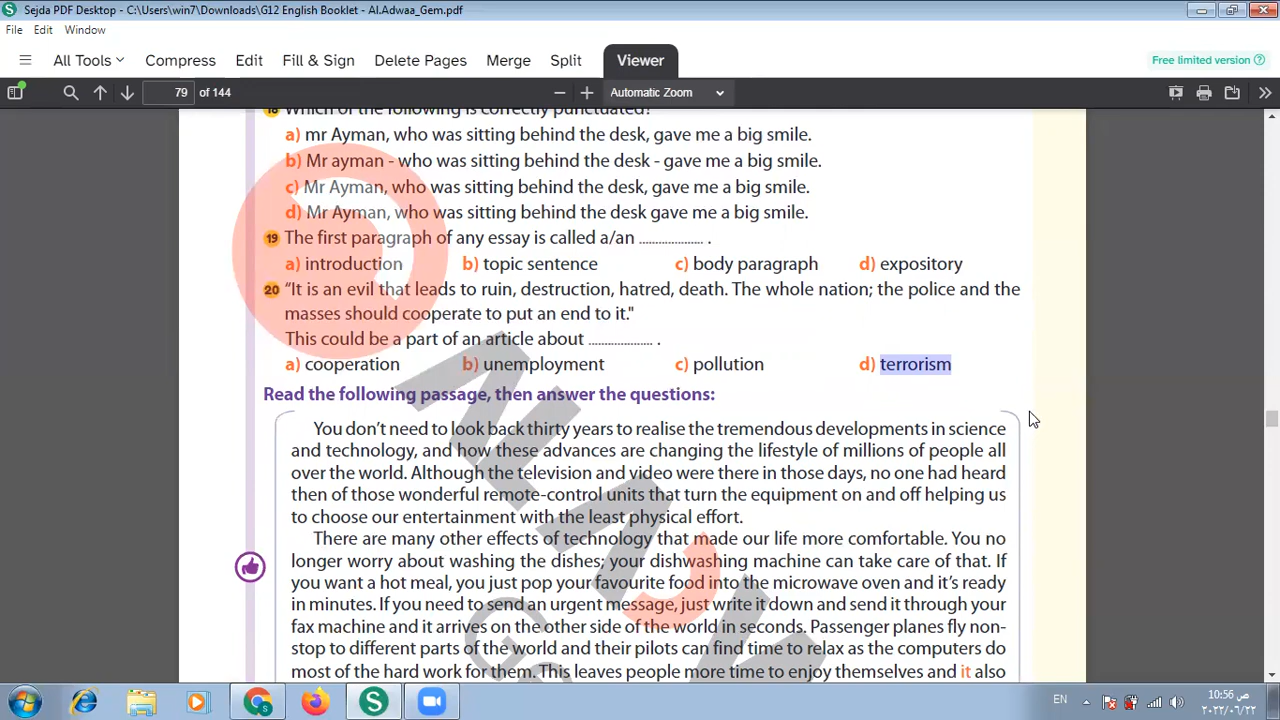 Sejda PDF Desktop - C:\Users\win7\Downloads\G12 English Booklet - Al.Adwaa_Gem.pdf
File Edit Window
All Tools Compress Edit Fill & Sign Delete Pages Merge Split Viewer Free limited version
79 of 144 Automatic Zoom
18 Which of the following is correctly punctuated?
a) mr Ayman, who was sitting behind the desk, gave me a big smile.
b) Mr ayman - who was sitting behind the desk - gave me a big smile.
c) Mr Ayman, who was sitting behind the desk, gave me a big smile.
d) Mr Ayman, who was sitting behind the desk gave me a big smile.
19 The first paragraph of any essay is called a/an .................... .
a) introduction b) topic sentence c) body paragraph d) expository
20 “It is an evil that leads to ruin, destruction, hatred, death. The whole nation; the police and the
masses should cooperate to put an end to it."
This could be a part of an article about .................... .
a) cooperation b) unemployment c) pollution d) terrorism
Read the following passage, then answer the questions:
You don’t need to look back thirty years to realise the tremendous developments in science
and technology, and how these advances are changing the lifestyle of millions of people all
over the world. Although the television and video were there in those days, no one had heard
then of those wonderful remote-control units that turn the equipment on and off helping us
to choose our entertainment with the least physical effort.
There are many other effects of technology that made our life more comfortable. You no
longer worry about washing the dishes; your dishwashing machine can take care of that. If
you want a hot meal, you just pop your favourite food into the microwave oven and it’s ready
in minutes. If you need to send an urgent message, just write it down and send it through your
fax machine and it arrives on the other side of the world in seconds. Passenger planes fly non-
stop to different parts of the world and their pilots can find time to relax as the computers do
most of the hard work for them. This leaves people more time to enjoy themselves and it also
EN
ص 10:56
٢٠٢٢/٠٦/٢٢